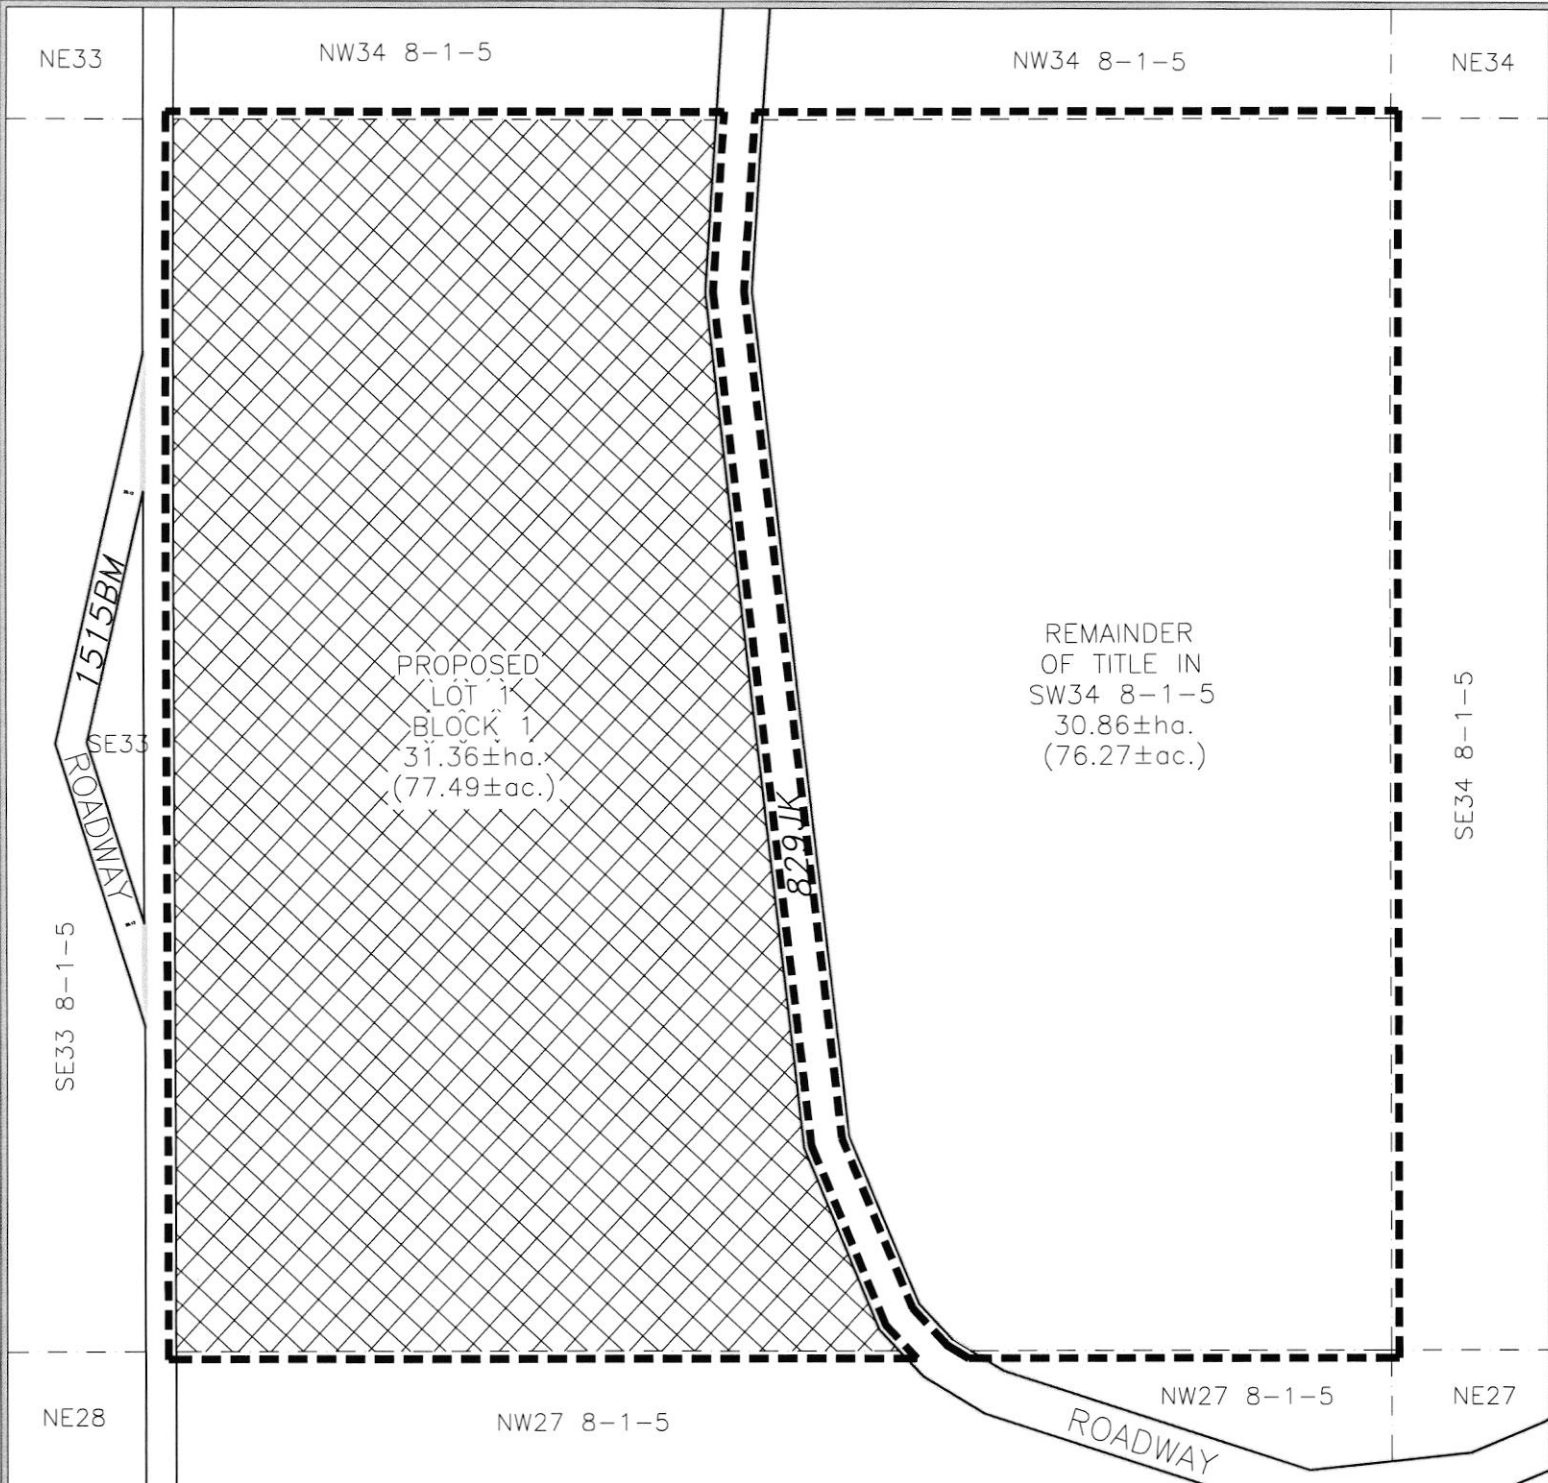 NE33
NW34 8-1-5
NW34 8-1-5
NE34
1515BM
SE33
ROADWAY
SE33 8-1-5
PROPOSED
LOT 1
BLOCK 1
31.36±ha.
(77.49±ac.)
829JK
REMAINDER
OF TITLE IN
SW34 8-1-5
30.86±ha.
(76.27±ac.)
SE34 8-1-5
NE28
NW27 8-1-5
ROADWAY
NW27 8-1-5
NE27